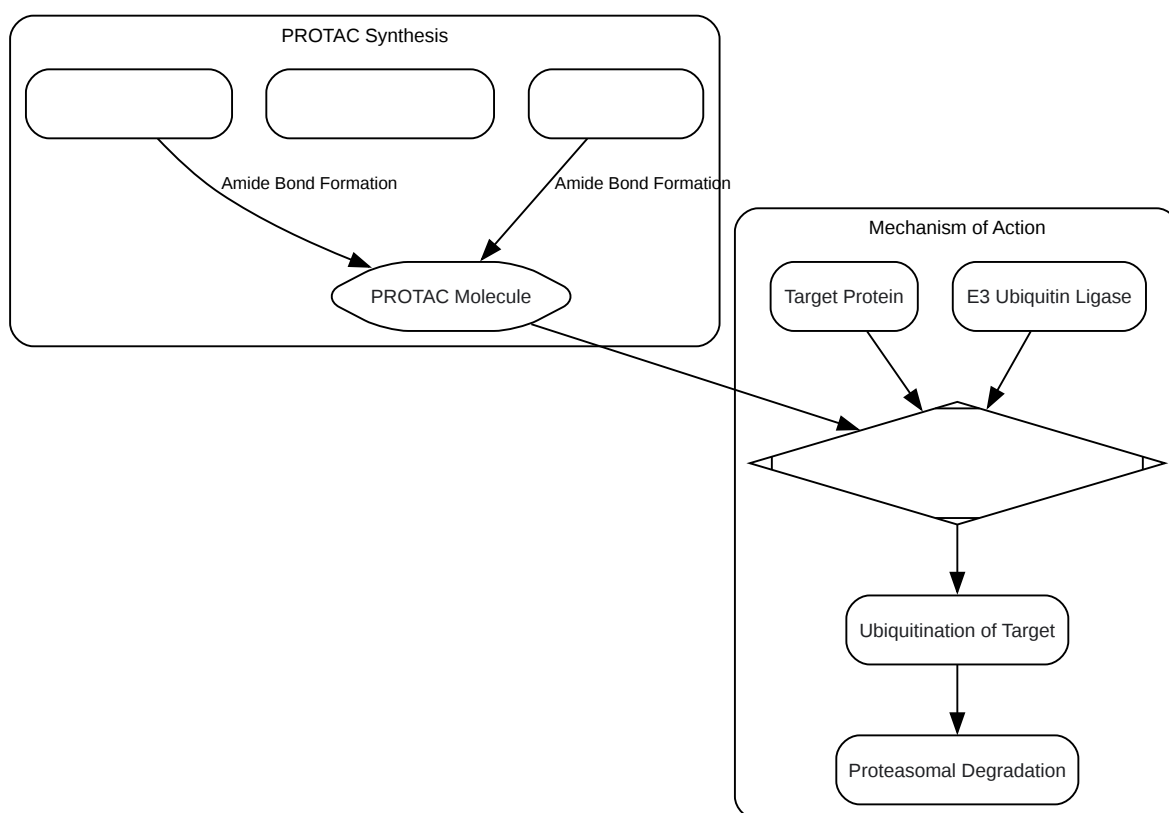 PROTAC Synthesis
Amide Bond Formation
Amide Bond Formation
PROTAC Molecule
Mechanism of Action
Target Protein
E3 Ubiquitin Ligase
Ubiquitination of Target
Proteasomal Degradation